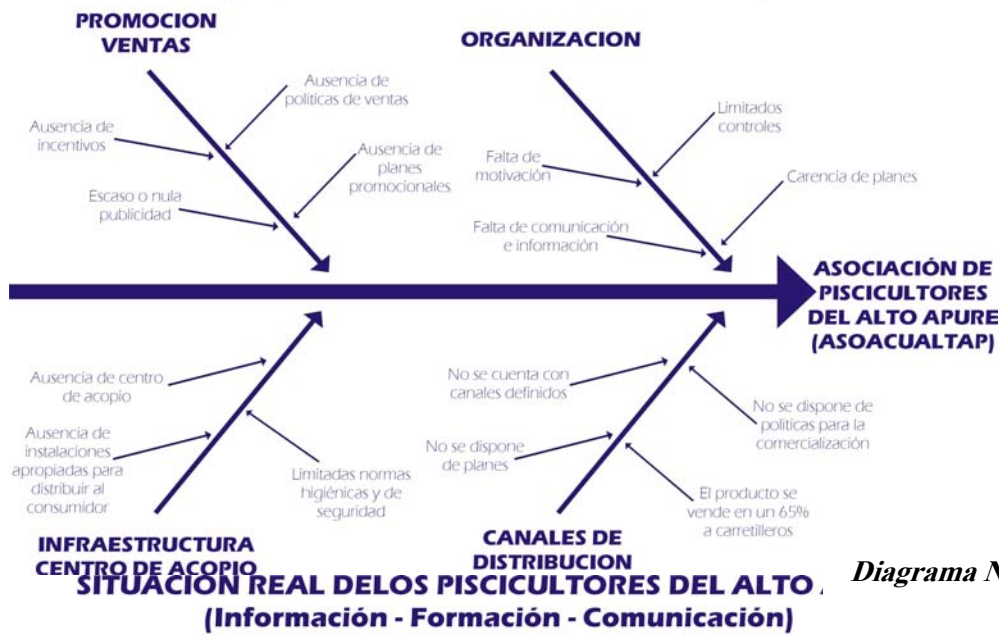 PROMOCION
VENTAS
ORGANIZACION
Ausencia de
políticas de ventas
Ausencia de
incentivos
Ausencia de
planes
promocionales
Escaso o nula
publicidad
Limitados
controles
Falta de
motivación
Carencia de planes
Falta de comunicación
e información
ASOCIACIÓN DE
PISCICULTORES
DEL ALTO APURE
(ASOACUALTAP)
Ausencia de centro
de acopio
Ausencia de
instalaciones
apropiadas para
distribuir al
consumidor
Limitadas normas
higiénicas y de
seguridad
No se cuenta con
canales definidos
No se dispone de
políticas para la
comercialización
No se dispone
de planes
El producto se
vende en un 65%
a carretilleros
INFRAESTRUCTURA
CENTRO DE ACOPIO
CANALES DE
DISTRIBUCION
SITUACION REAL DELOS PISCICULTORES DEL ALTO
Diagrama N
(Información - Formación - Comunicación)